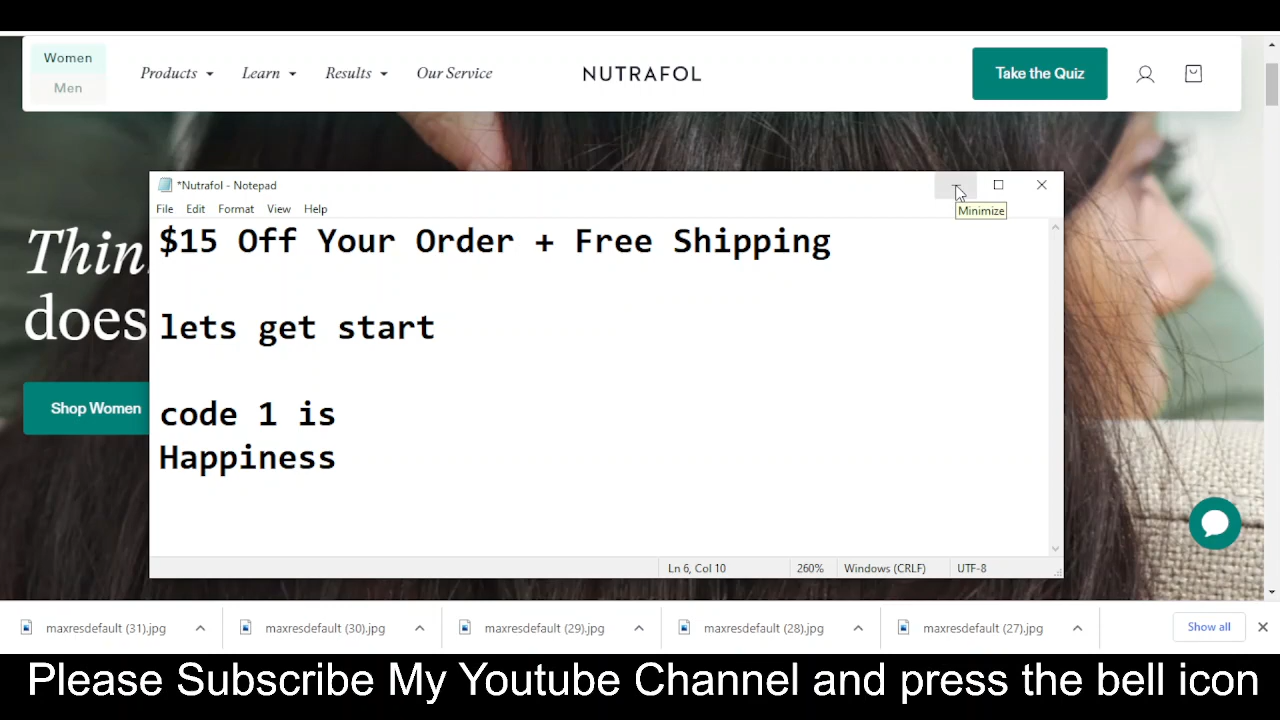 Women
Men
Products
Learn
Results
Our Service
NUTRAFOL
Take the Quiz
*Nutrafol - Notepad
Minimize
File Edit Format View Help
$15 Off Your Order + Free Shipping
lets get start
code 1 is
Happiness
does
Shop Women
Ln 6, Col 10
260%
Windows (CRLF)
UTF-8
maxresdefault (31).jpg
maxresdefault (30).jpg
maxresdefault (29).jpg
maxresdefault (28).jpg
maxresdefault (27).jpg
Show all
Please Subscribe My Youtube Channel and press the bell icon